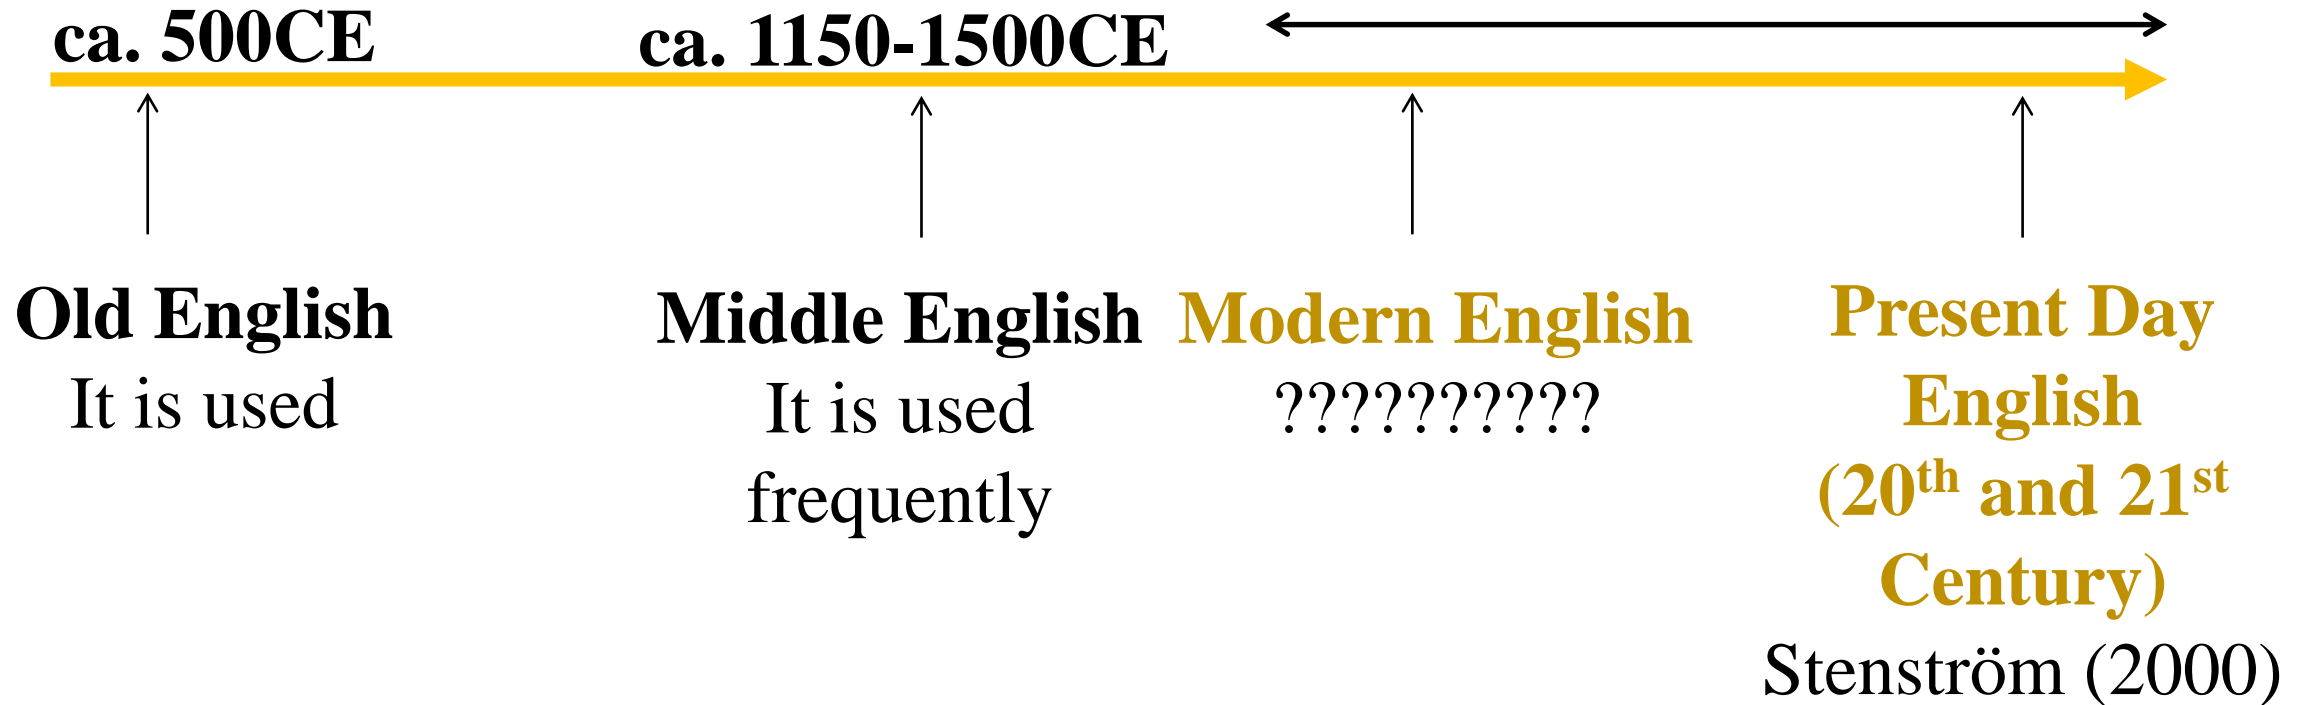 ca. 500CE
ca. 1150-1500CE
Old English
It is used
Middle English
It is used
frequently
Modern English
??????????
Present Day
English
(20th and 21st
Century)
Stenström (2000)